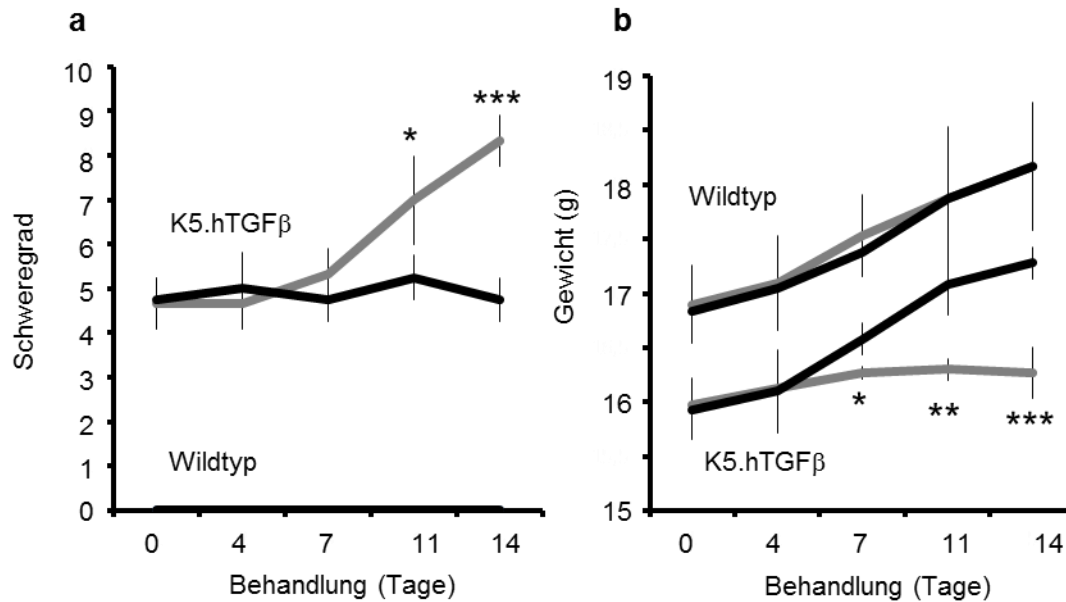 a
Schweregrad
10
9
8
7
6
5
4
3
2
1
0
*
***
K5.hTGFβ
Wildtyp
0 4 7 11 14
Behandlung (Tage)
b
Gewicht (g)
19
18
17
16
15
Wildtyp
*
**
***
K5.hTGFβ
0 4 7 11 14
Behandlung (Tage)